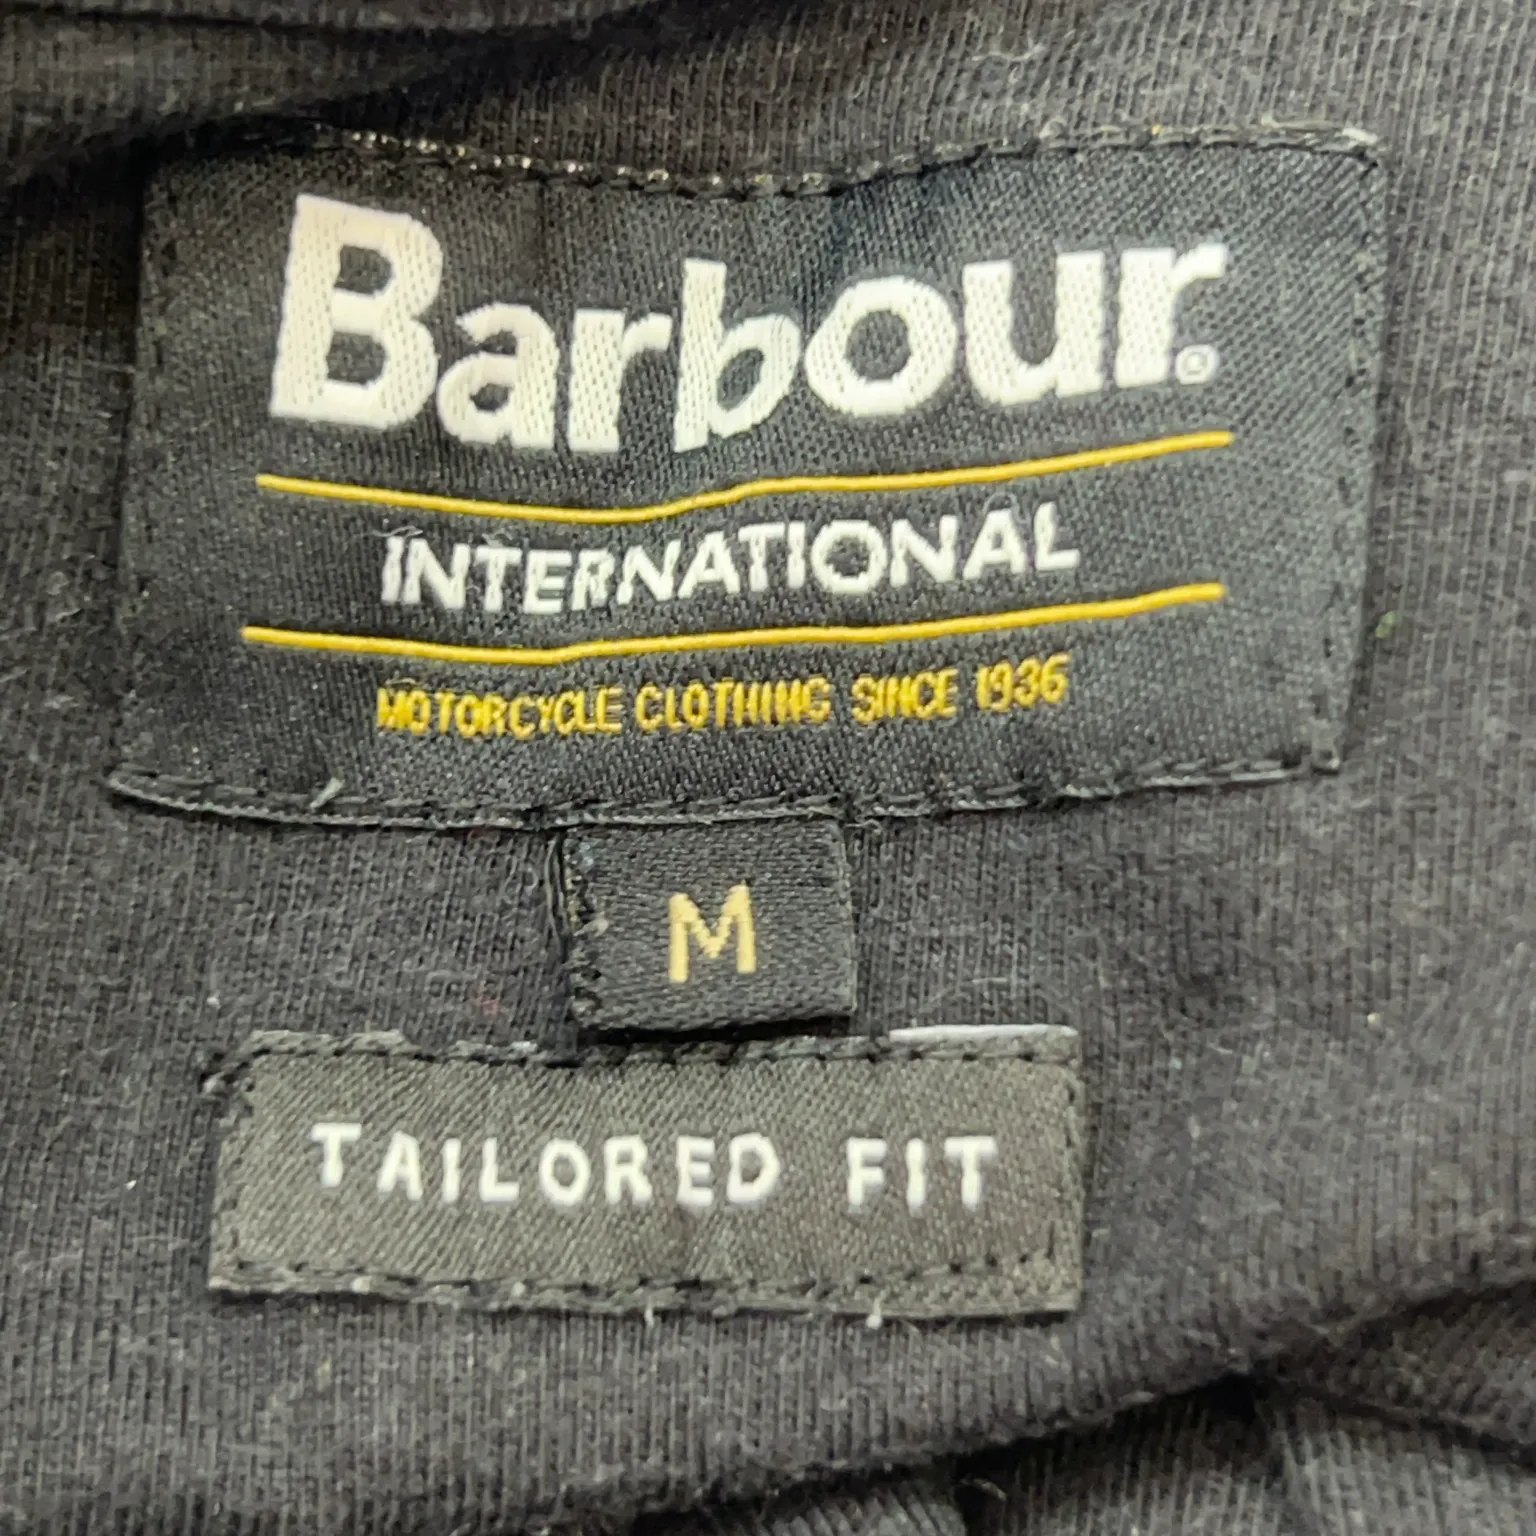 Barbour®
INTERNATIONAL
MOTORCYCLE CLOTHING SINCE 1936
M
TAILORED FIT